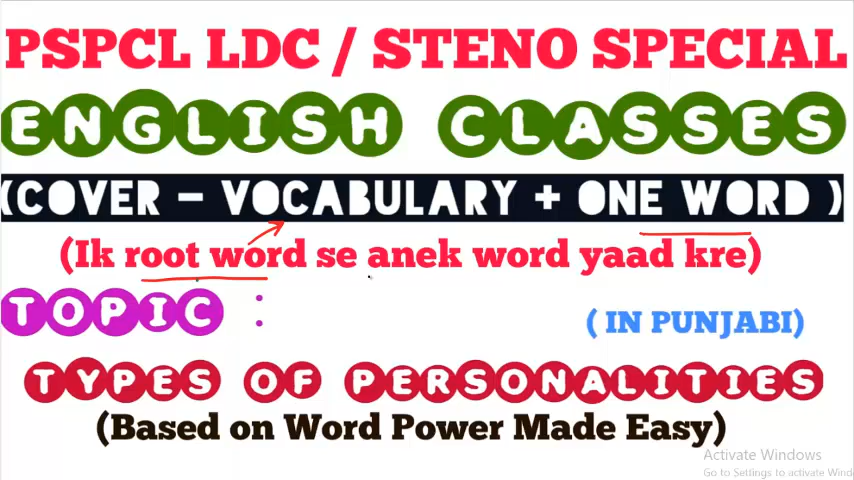 PSPCL LDC / STENO SPECIAL
ENGLISH CLASSES
(COVER - VOCABULARY + ONE WORD )
(Ik root word se anek word yaad kre)
TOPIC :
( IN PUNJABI)
TYPES OF PERSONALITIES
(Based on Word Power Made Easy)
Activate Windows
Go to Settings to activate Wind